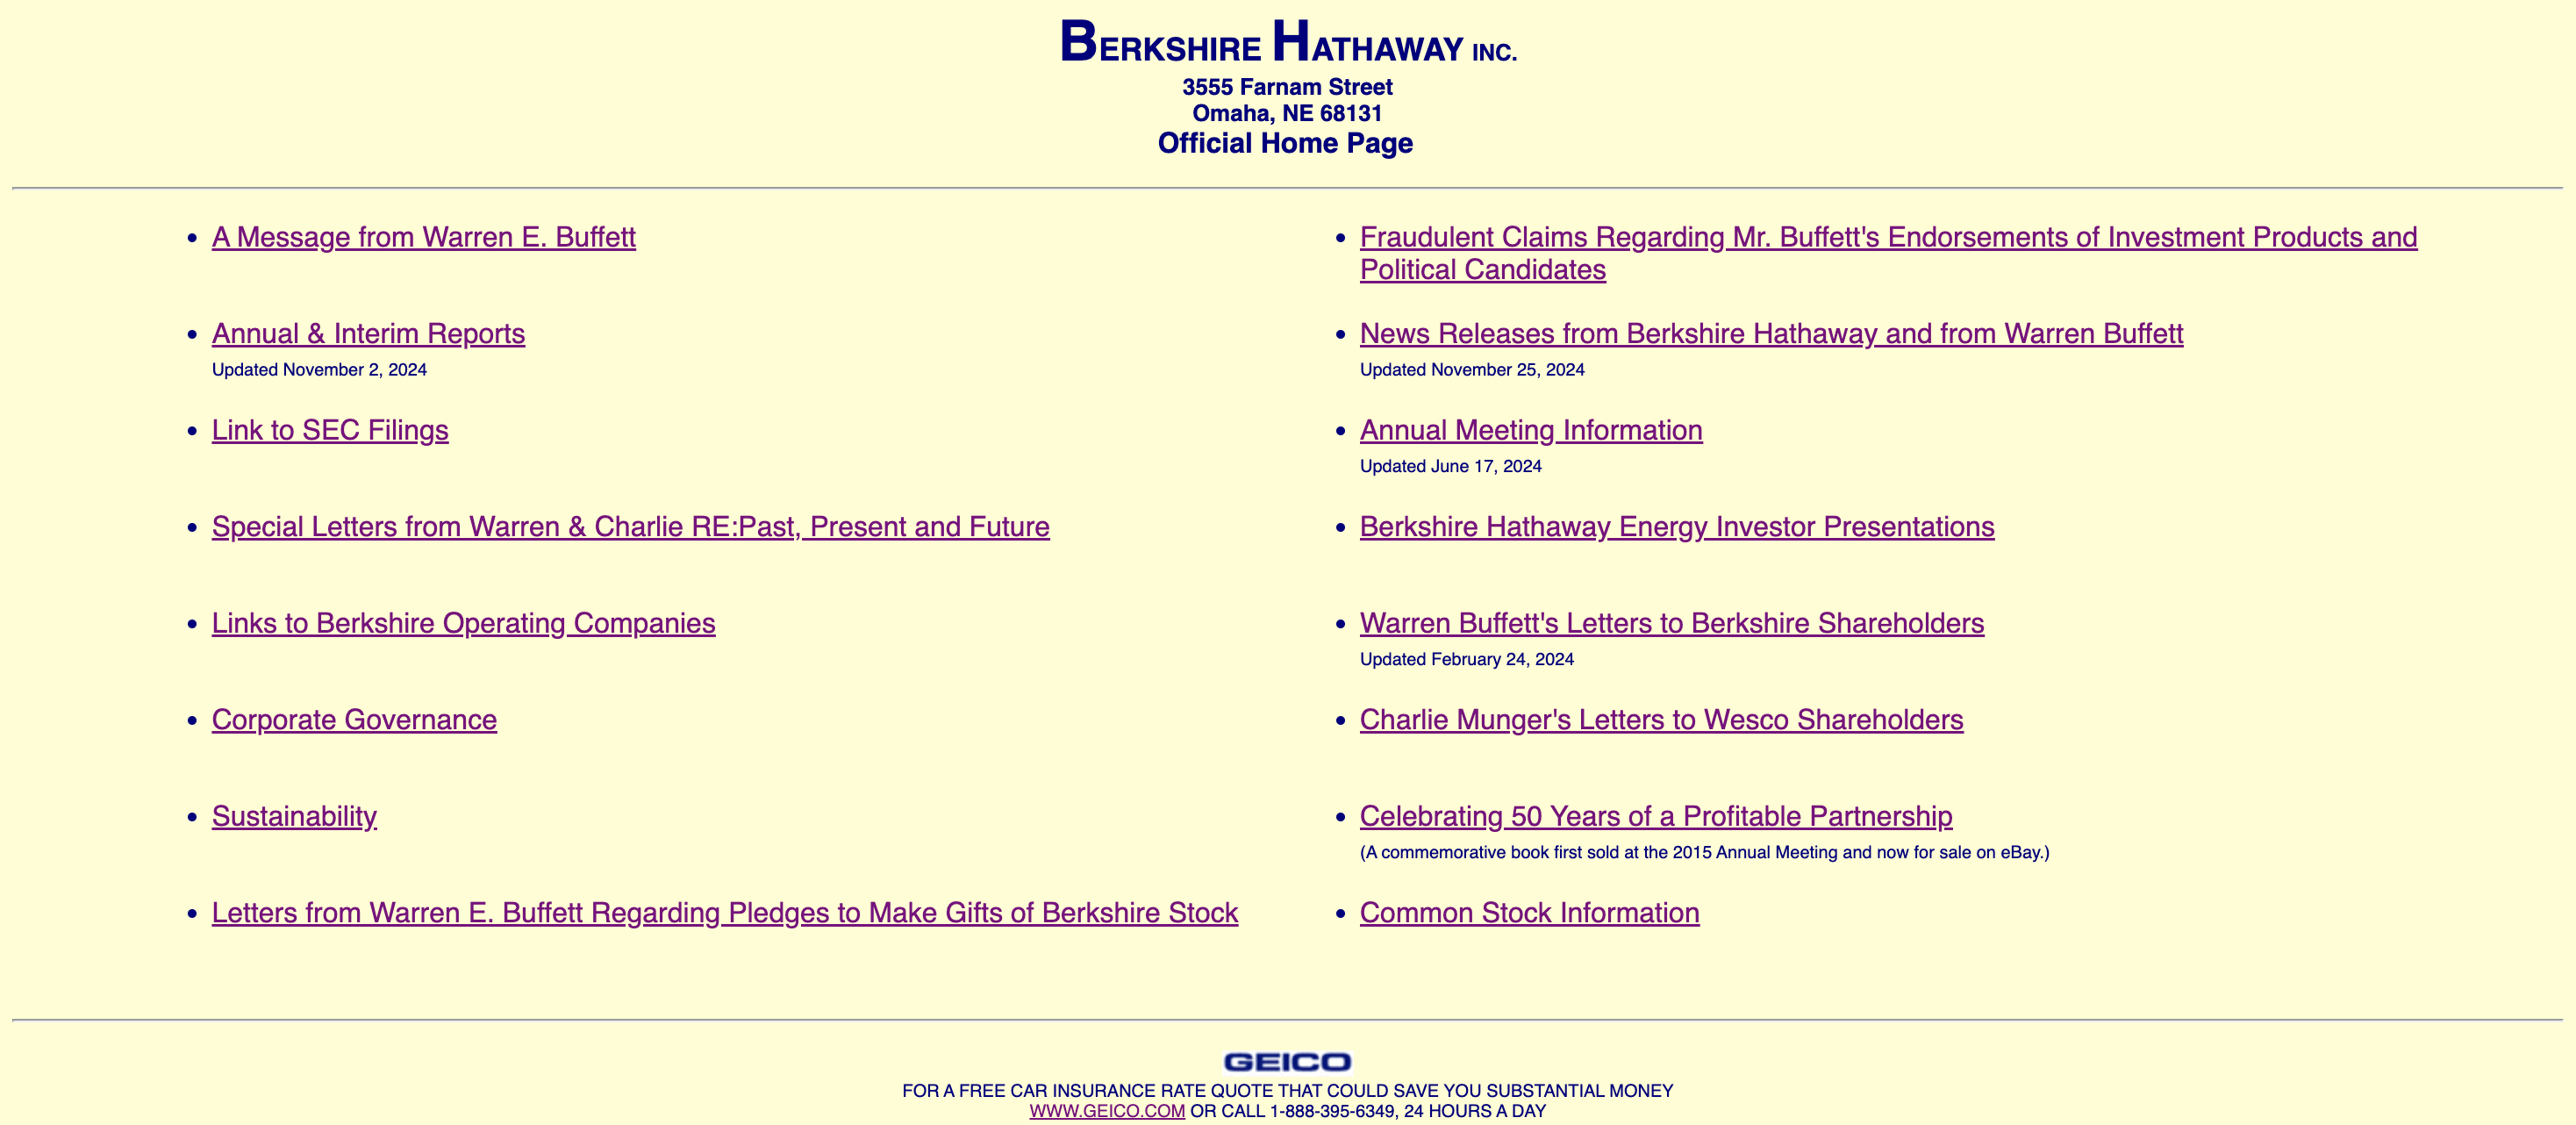 BERKSHIRE HATHAWAY INC.
3555 Farnam Street
Omaha, NE 68131
Official Home Page
A Message from Warren E. Buffett
Fraudulent Claims Regarding Mr. Buffett's Endorsements of Investment Products and
Political Candidates
Annual & Interim Reports
Updated November 2, 2024
News Releases from Berkshire Hathaway and from Warren Buffett
Updated November 25, 2024
Link to SEC Filings
Annual Meeting Information
Updated June 17, 2024
Special Letters from Warren & Charlie RE:Past, Present and Future
Berkshire Hathaway Energy Investor Presentations
Links to Berkshire Operating Companies
Warren Buffett's Letters to Berkshire Shareholders
Updated February 24, 2024
Corporate Governance
Charlie Munger's Letters to Wesco Shareholders
Sustainability
Celebrating 50 Years of a Profitable Partnership
(A commemorative book first sold at the 2015 Annual Meeting and now for sale on eBay.)
Letters from Warren E. Buffett Regarding Pledges to Make Gifts of Berkshire Stock
Common Stock Information
GEICO
FOR A FREE CAR INSURANCE RATE QUOTE THAT COULD SAVE YOU SUBSTANTIAL MONEY
WWW.GEICO.COM OR CALL 1-888-395-6349, 24 HOURS A DAY